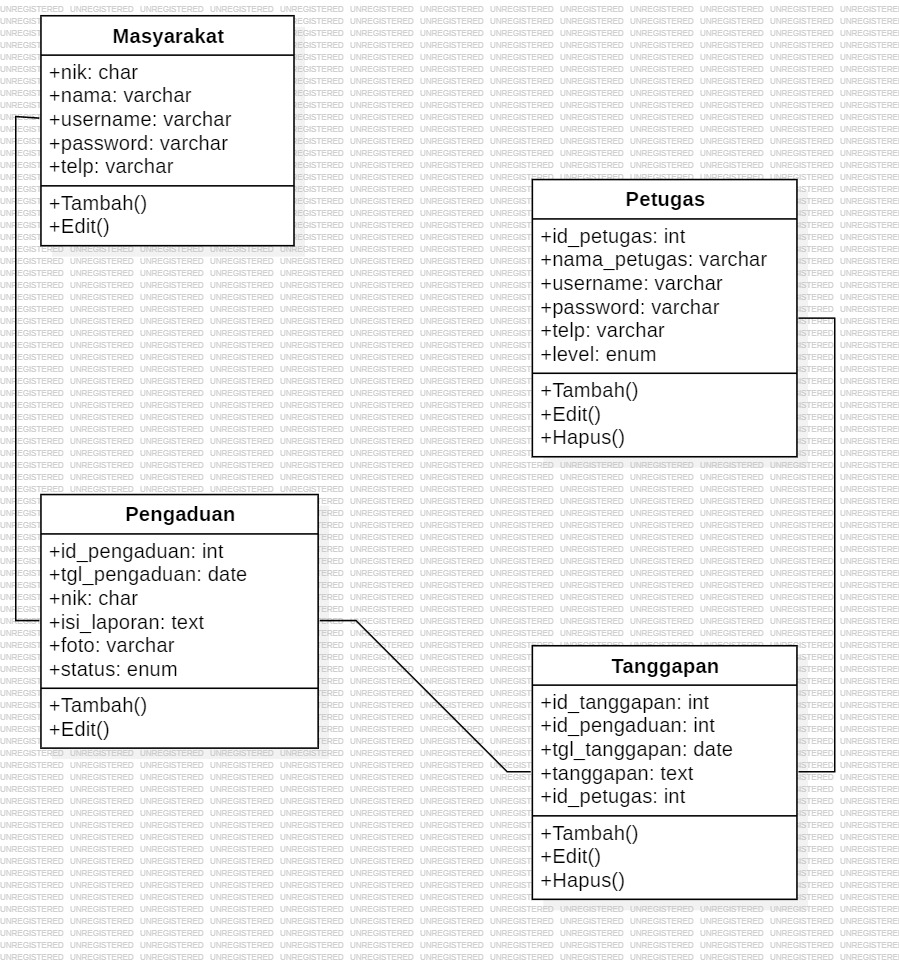 Masyarakat
+nik: char
+nama: varchar
+username: varchar
+password: varchar
+telp: varchar
+Tambah()
+Edit()
Petugas
+id_petugas: int
+nama_petugas: varchar
+username: varchar
+password: varchar
+telp: varchar
+level: enum
+Tambah()
+Edit()
+Hapus()
Pengaduan
+id_pengaduan: int
+tgl_pengaduan: date
+nik: char
+isi_laporan: text
+foto: varchar
+status: enum
+Tambah()
+Edit()
Tanggapan
+id_tanggapan: int
+id_pengaduan: int
+tgl_tanggapan: date
+tanggapan: text
+id_petugas: int
+Tambah()
+Edit()
+Hapus()
UNREGISTERED